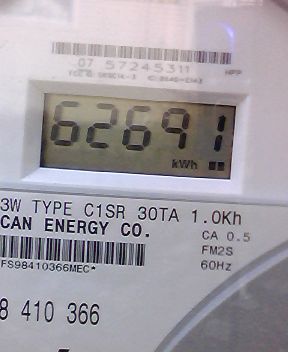 07 57245311
62691
kWh
3W TYPE C1SR 30TA 1.0Kh
CAN ENERGY CO.
CA 0.5
FM2S
60Hz
FS98410366MEC*
8 410 366